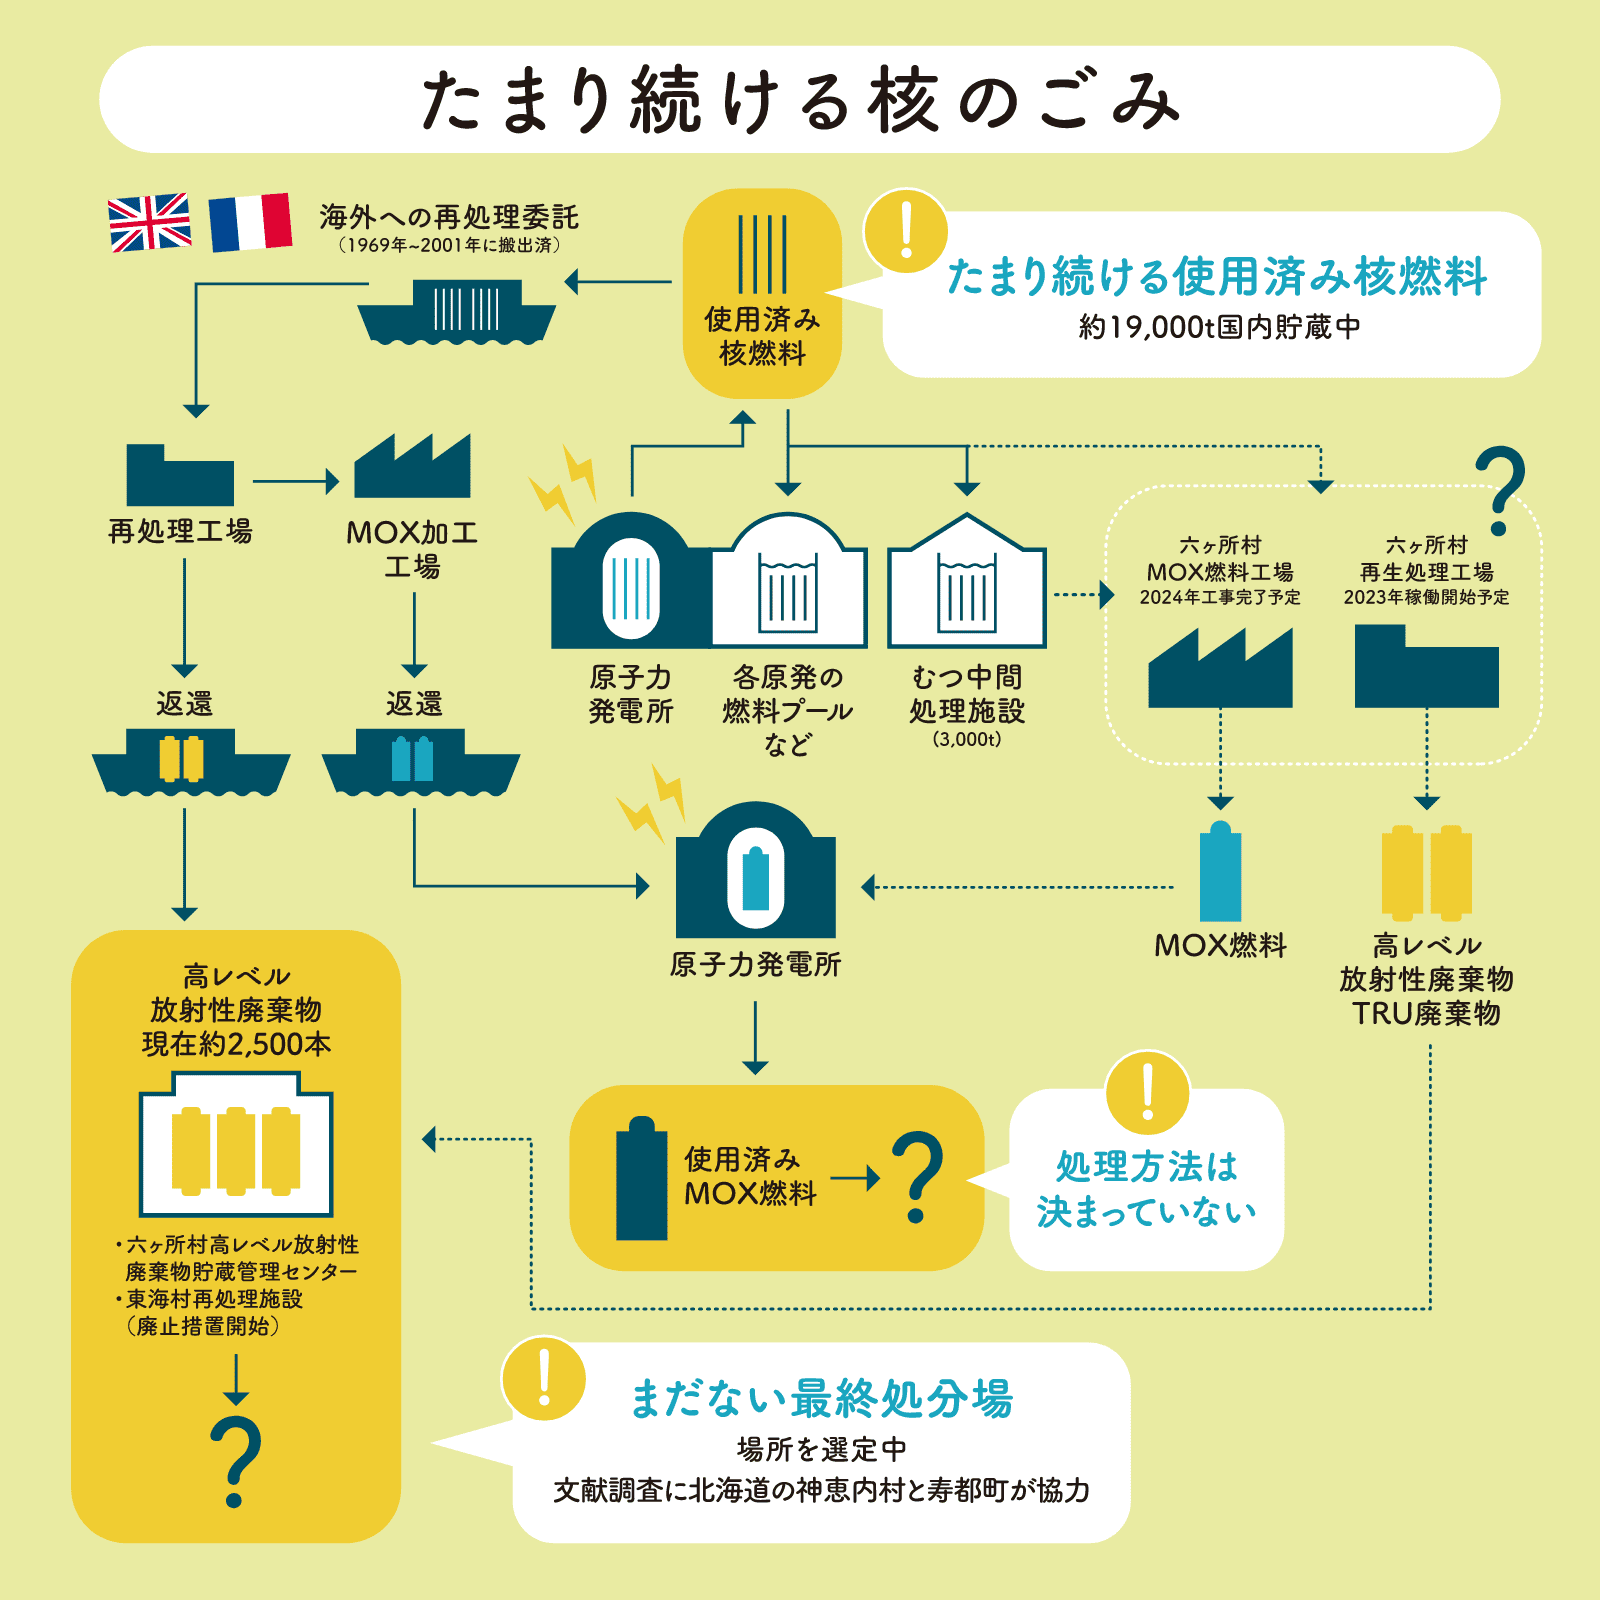 たまり続ける核のごみ
海外への再処理委託
（1969年~2001年に搬出済）
使用済み
核燃料
!
たまり続ける使用済み核燃料
約19,000t国内貯蔵中
再処理工場
MOX加工
工場
返還
返還
原子力
発電所
各原発の
燃料プール
など
むつ中間
処理施設
（3,000t）
?
六ヶ所村
MOX燃料工場
2024年工事完了予定
六ヶ所村
再生処理工場
2023年稼働開始予定
原子力発電所
MOX燃料
高レベル
放射性廃棄物
TRU廃棄物
高レベル
放射性廃棄物
現在約2,500本
・六ヶ所村高レベル放射性
廃棄物貯蔵管理センター
・東海村再処理施設
（廃止措置開始）
?
使用済み
MOX燃料
?
!
処理方法は
決まっていない
!
まだない最終処分場
場所を選定中
文献調査に北海道の神恵内村と寿都町が協力